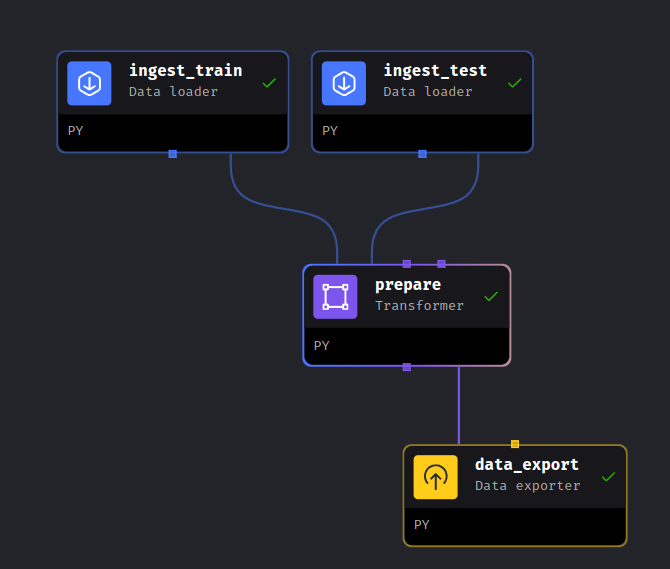 ingest_train
Data loader
PY
ingest_test
Data loader
PY
prepare
Transformer
PY
data_export
Data exporter
PY